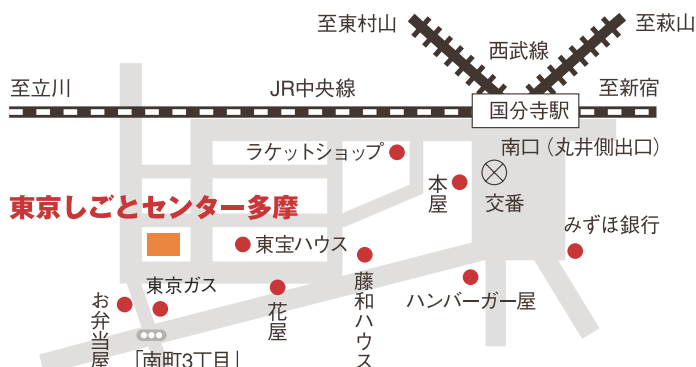 至東村山
至萩山
西武線
至立川
JR中央線
至新宿
国分寺駅
南口（丸井側出口）
ラケットショップ
本屋
交番
東京しごとセンター多摩
みずほ銀行
東宝ハウス
東京ガス
藤和ハウス
ハンバーガー屋
お弁当屋
花屋
「南町3丁目」